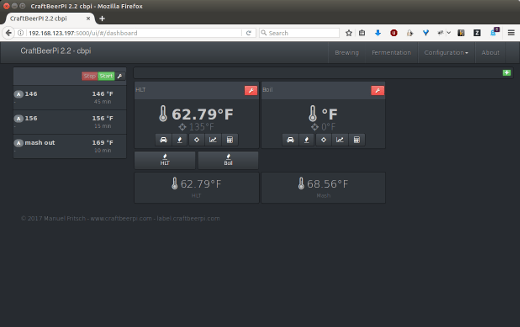 CraftBeerPI 2.2 cbpi - Mozilla Firefox
CraftBeerPI 2.2 cbpi
192.168.123.197:5000/ui/#/dashboard
Search
CraftBeerPI 2.2 - cbpi
Brewing Fermentation Configuration About
Stop Start
A 146 146 °F
45 min
A 156 156 °F
15 min
A mash out 169 °F
HLT
62.79°F
135°F
Boil
°F
0°F
HLT
Boil
62.79°F
HLT
68.56°F
Mash
© 2017 Manuel Fritsch - www.craftbeerpi.com - label.craftbeerpi.com